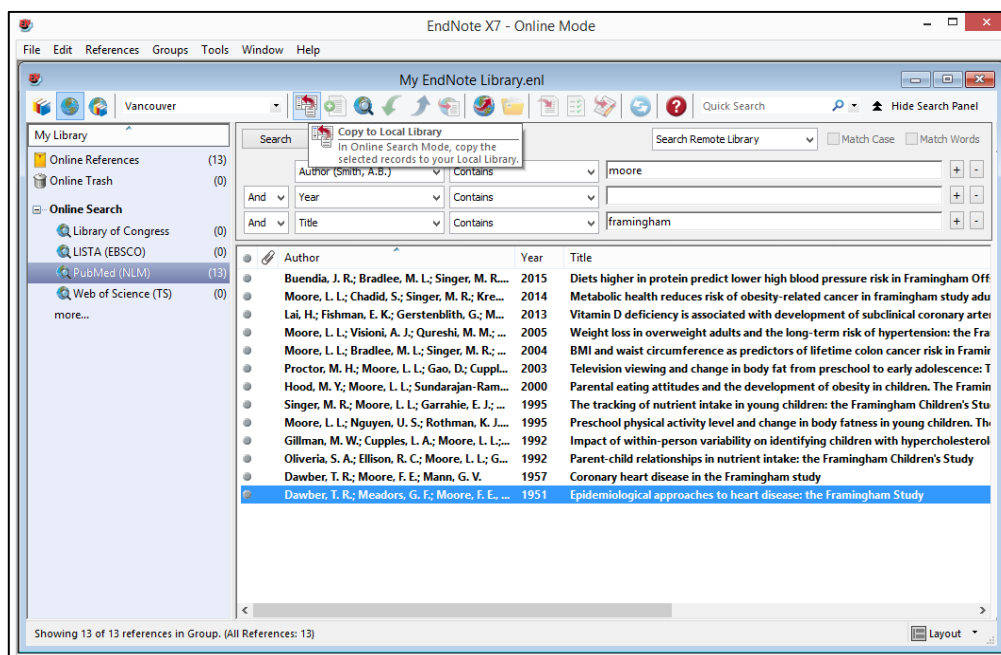 EndNote X7 - Online Mode
File Edit References Groups Tools Window Help
My EndNote Library.enl
Vancouver Quick Search Hide Search Panel
My Library
Online References (13)
Online Trash (0)
Online Search
Library of Congress (0)
LISTA (EBSCO) (0)
PubMed (NLM) (13)
Web of Science (TS) (0)
more...
Search Search Remote Library Match Case Match Words
Copy to Local Library
In Online Search Mode, copy the
selected records to your Local Library.
Author (Smith, A.B.) Contains moore + -
And Year Contains + -
And Title Contains framingham + -
Author Year Title
Buendia, J. R.; Bradlee, M. L.; Singer, M. R.... 2015 Diets higher in protein predict lower high blood pressure risk in Framingham Off
Moore, L. L.; Chadid, S.; Singer, M. R.; Kre... 2014 Metabolic health reduces risk of obesity-related cancer in framingham study adu
Lai, H.; Fishman, E. K.; Gerstenblith, G.; M... 2013 Vitamin D deficiency is associated with development of subclinical coronary arte
Moore, L. L.; Visioni, A. J.; Qureshi, M. M.; ... 2005 Weight loss in overweight adults and the long-term risk of hypertension: the Fra
Moore, L. L.; Bradlee, M. L.; Singer, M. R.; ... 2004 BMI and waist circumference as predictors of lifetime colon cancer risk in Framin
Proctor, M. H.; Moore, L. L.; Gao, D.; Cuppl... 2003 Television viewing and change in body fat from preschool to early adolescence: T
Hood, M. Y.; Moore, L. L.; Sundarajan-Ram... 2000 Parental eating attitudes and the development of obesity in children. The Framin
Singer, M. R.; Moore, L. L.; Garrahie, E. J.; ... 1995 The tracking of nutrient intake in young children: the Framingham Children's Stu
Moore, L. L.; Nguyen, U. S.; Rothman, K. J.... 1995 Preschool physical activity level and change in body fatness in young children. The
Gillman, M. W.; Cupples, L. A.; Moore, L. L.;... 1992 Impact of within-person variability on identifying children with hypercholesterol
Oliveria, S. A.; Ellison, R. C.; Moore, L. L.; G... 1992 Parent-child relationships in nutrient intake: the Framingham Children's Study
Dawber, T. R.; Moore, F. E.; Mann, G. V. 1957 Coronary heart disease in the Framingham study
Dawber, T. R.; Meadors, G. F.; Moore, F. E., ... 1951 Epidemiological approaches to heart disease: the Framingham Study
Showing 13 of 13 references in Group. (All References: 13) Layout